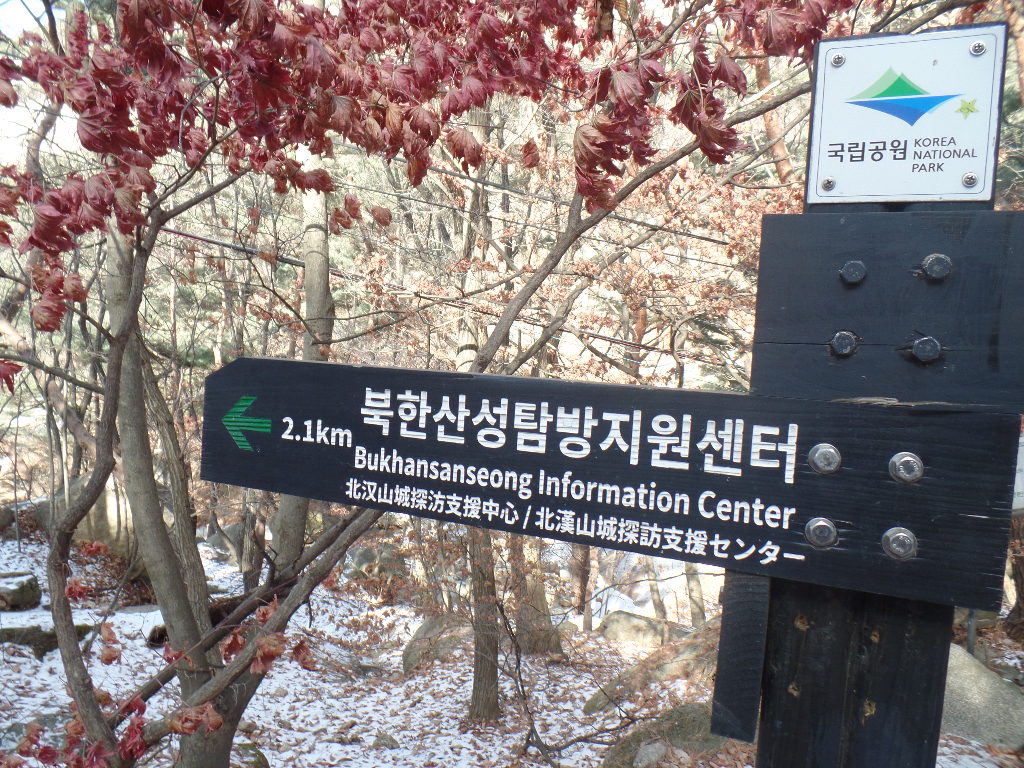 국립공원 KOREA
NATIONAL
PARK
북한산성탐방지원센터
2.1km
Bukhansanseong Information Center
北汉山城探访支援中心 / 北漢山城探訪支援センター